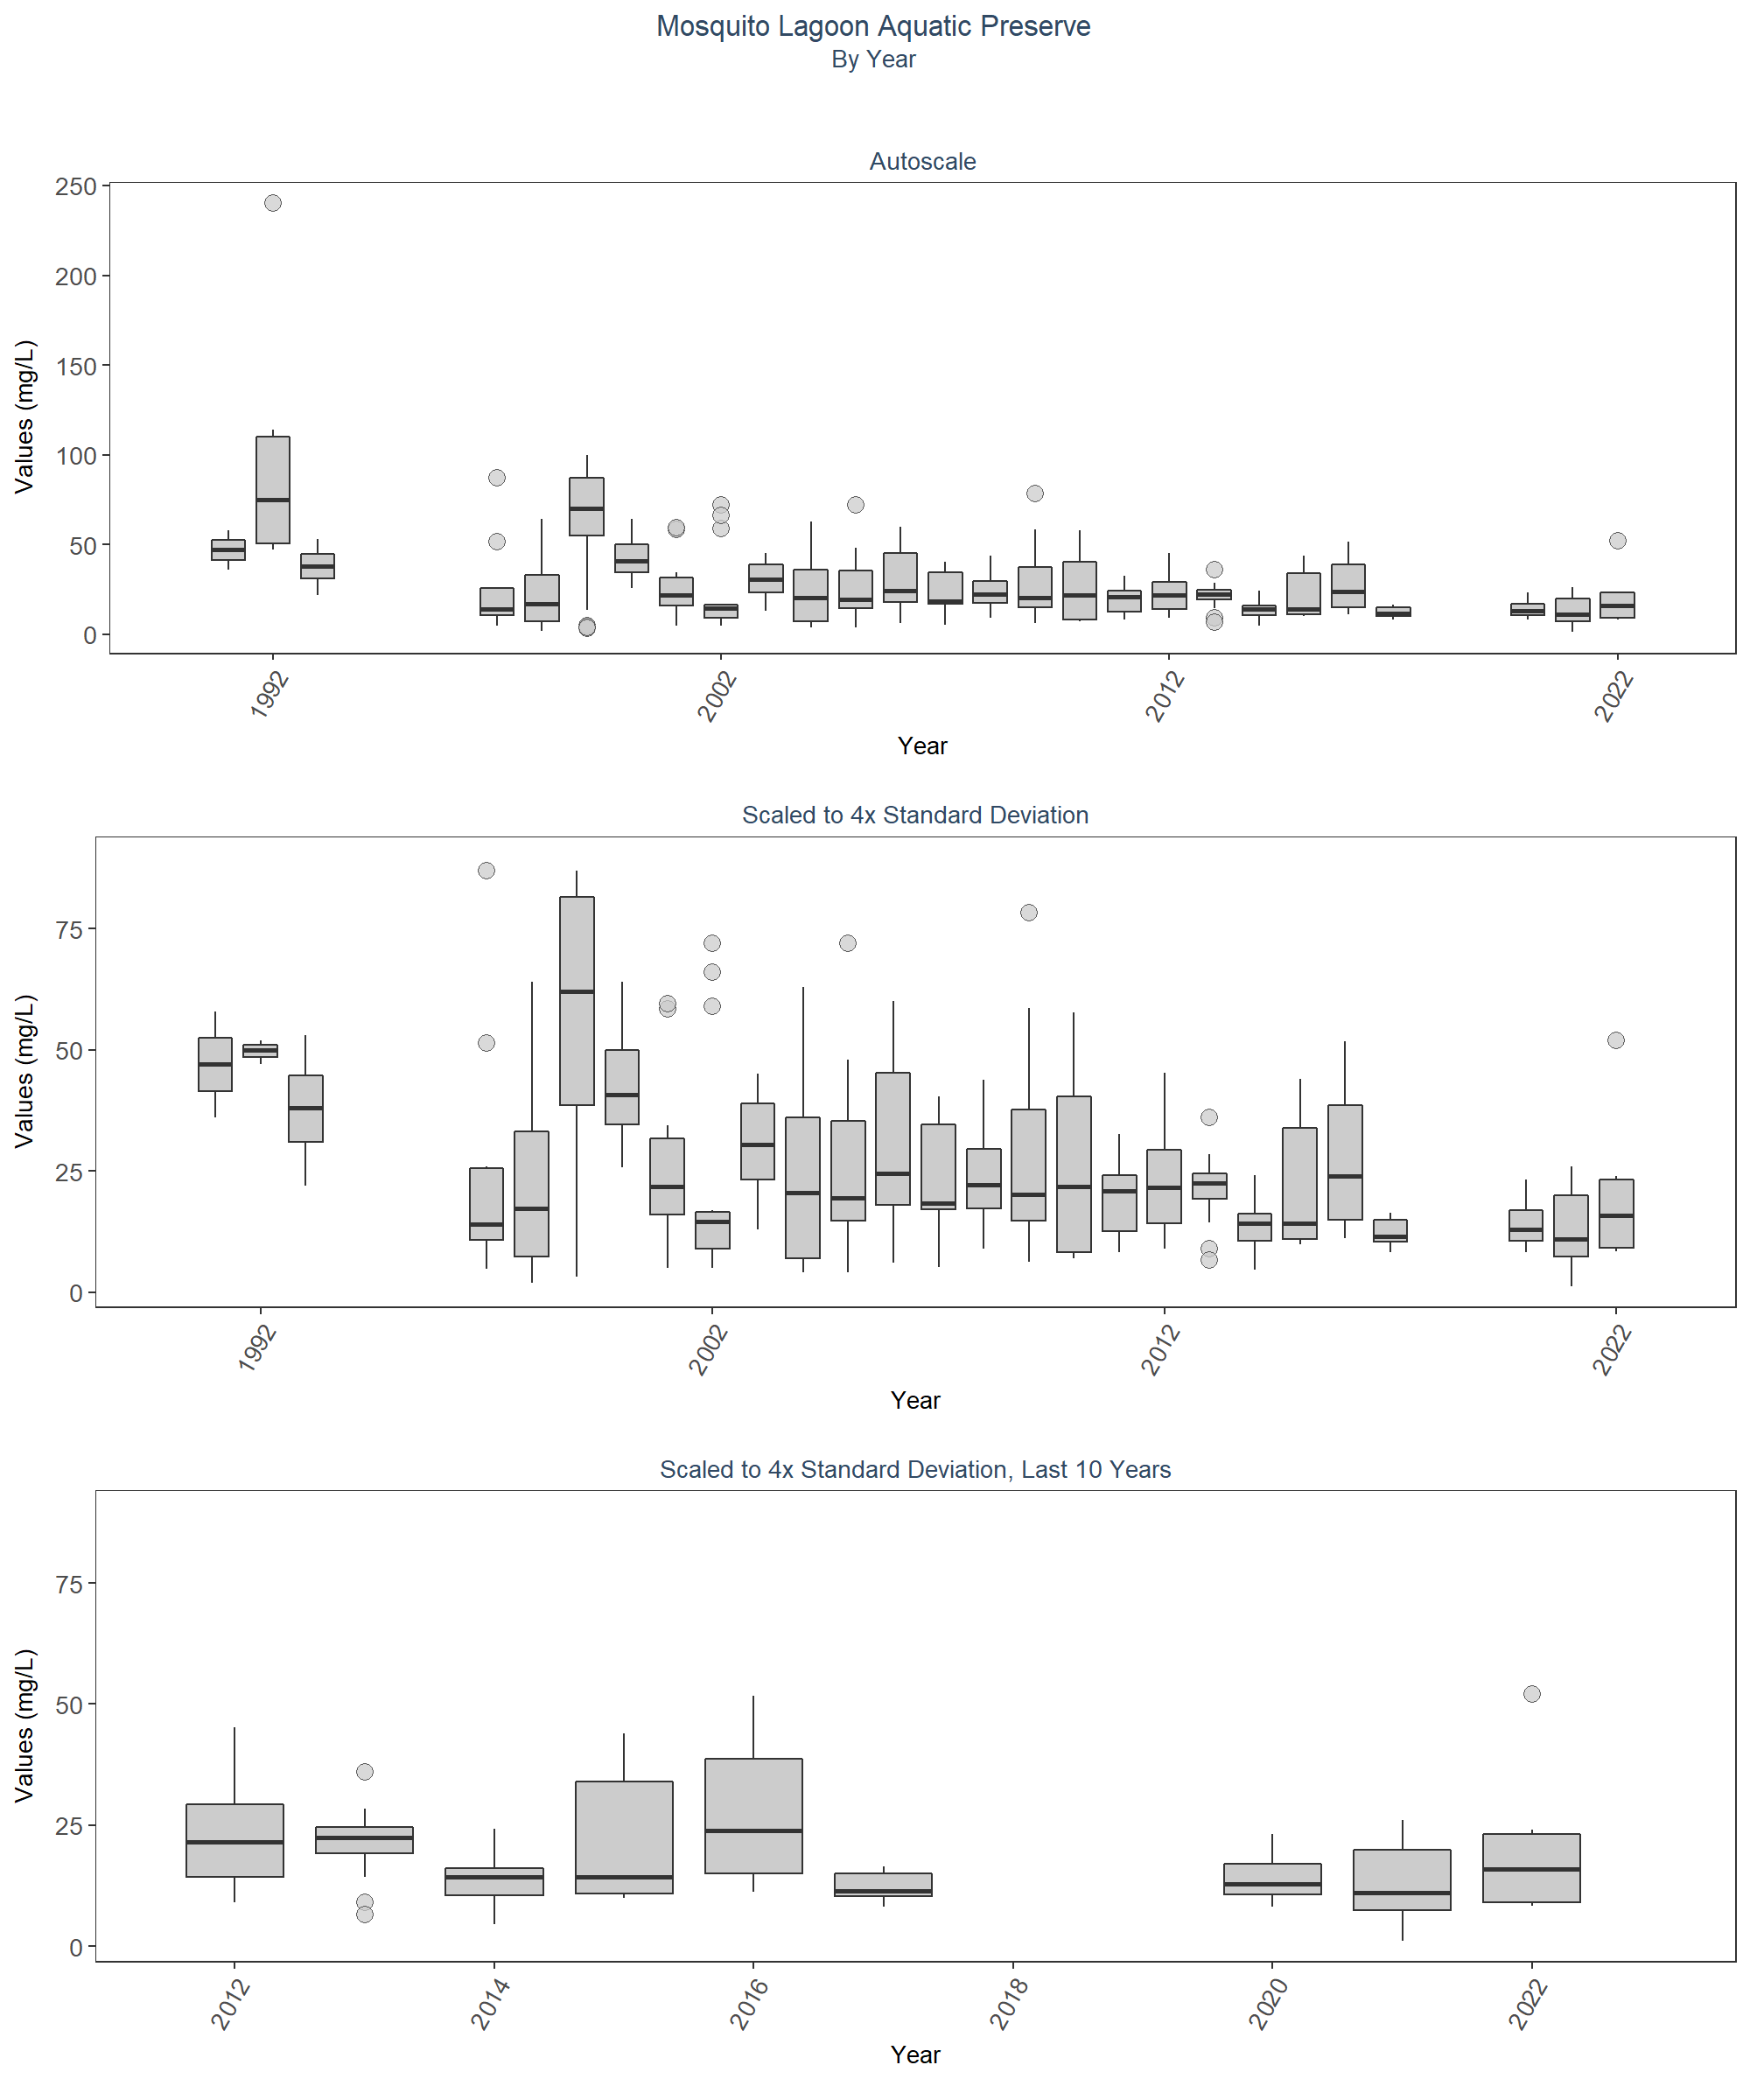 Mosquito Lagoon Aquatic Preserve
By Year
Autoscale
Values (mg/L)
250
200
150
100
50
0
1992
2002
2012
2022
Year
Scaled to 4x Standard Deviation
Values (mg/L)
75
50
25
0
1992
2002
2012
2022
Year
Scaled to 4x Standard Deviation, Last 10 Years
Values (mg/L)
75
50
25
0
2012
2014
2016
2018
2020
2022
Year